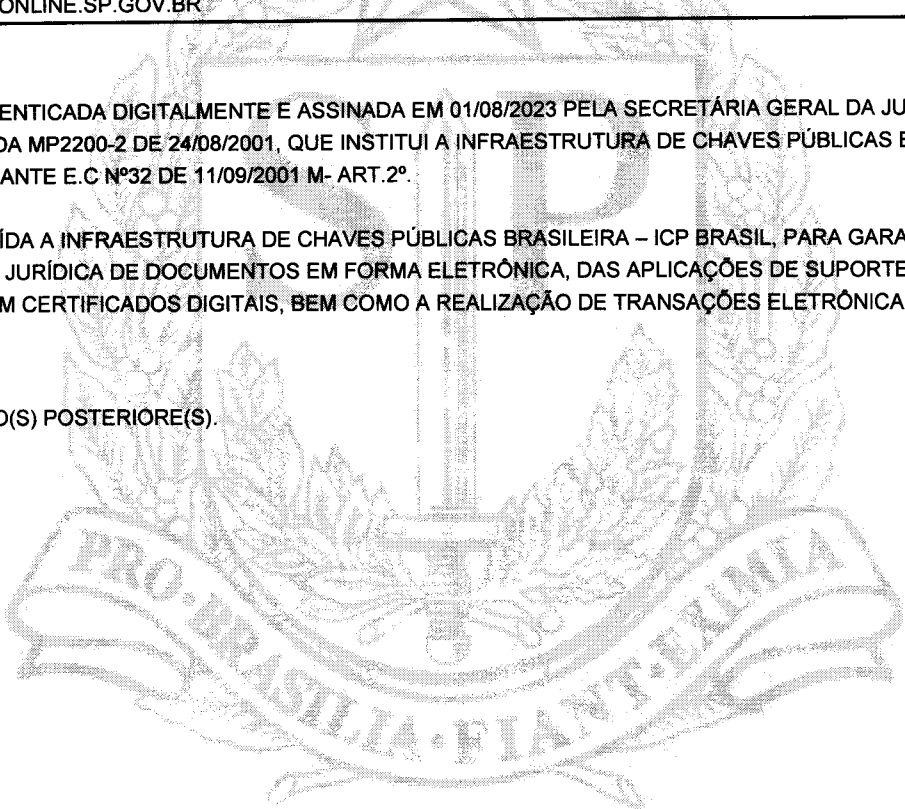 ONLINE.SP.GOV.BR
ENTICADA DIGITALMENTE E ASSINADA EM 01/08/2023 PELA SECRETÁRIA GERAL DA JU
DA MP2200-2 DE 24/08/2001, QUE INSTITUI A INFRAESTRUTURA DE CHAVES PÚBLICAS B
ANTE E.C Nº32 DE 11/09/2001 M- ART.2º.
ÍDA A INFRAESTRUTURA DE CHAVES PÚBLICAS BRASILEIRA – ICP BRASIL, PARA GARA
JURÍDICA DE DOCUMENTOS EM FORMA ELETRÔNICA, DAS APLICAÇÕES DE SUPORTE
M CERTIFICADOS DIGITAIS, BEM COMO A REALIZAÇÃO DE TRANSAÇÕES ELETRÔNICA
O(S) POSTERIORE(S).
SP
PRO·BRASILIA·FIANT·EXIMIA